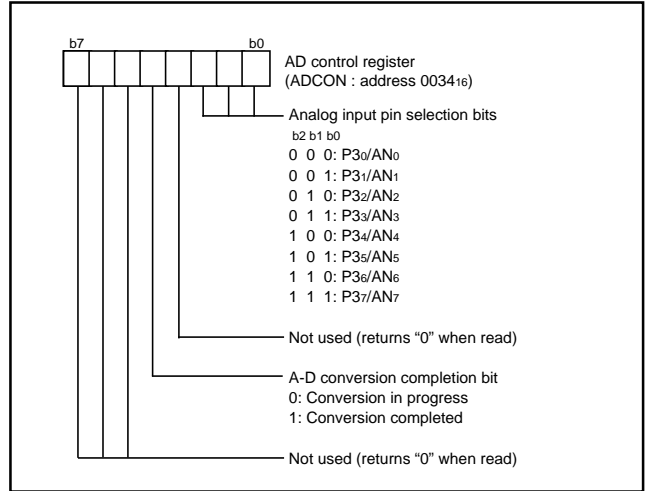 b7 b0
AD control register
(ADCON : address 003416)
Analog input pin selection bits
b2 b1 b0
0 0 0: P30/AN0
0 0 1: P31/AN1
0 1 0: P32/AN2
0 1 1: P33/AN3
1 0 0: P34/AN4
1 0 1: P35/AN5
1 1 0: P36/AN6
1 1 1: P37/AN7
Not used (returns “0” when read)
A-D conversion completion bit
0: Conversion in progress
1: Conversion completed
Not used (returns “0” when read)